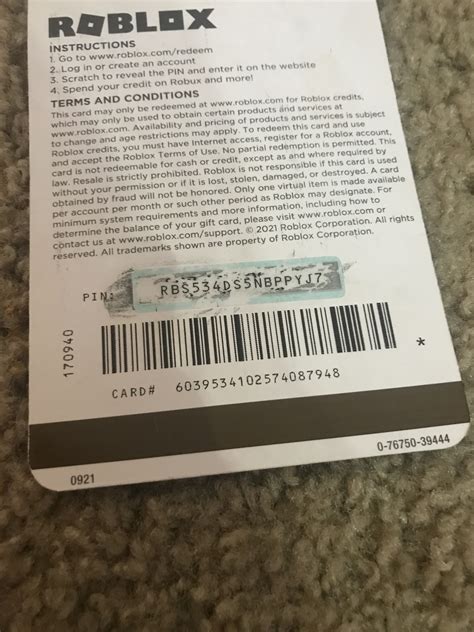 ROBLOX
INSTRUCTIONS
1. Go to www.roblox.com/redeem
2. Log in or create an account
3. Scratch to reveal the PIN and enter it on the website
4. Spend your credit on Robux and more!
TERMS AND CONDITIONS
This card may only be redeemed at www.roblox.com for Roblox credits,
which may only be used to obtain certain products and services at
www.roblox.com. Availability and pricing of products and services is subject
to change and age restrictions may apply. To redeem this card and use
Roblox credits, you must have Internet access, register for a Roblox account,
and accept the Roblox Terms of Use. No partial redemption is permitted. This
card is not redeemable for cash or credit, except as and where required by
law. Resale is strictly prohibited. Roblox is not responsible if this card is used
without your permission or if it is lost, stolen, damaged, or destroyed. A card
obtained by fraud will not be honored. Only one virtual item is made available
per account per month or such other period as Roblox may designate. For
minimum system requirements and more information, including how to
determine the balance of your gift card, please visit www.roblox.com or
contact us at www.roblox.com/support. © 2021 Roblox Corporation. All rights
reserved. All trademarks shown are property of Roblox Corporation.
PIN: RBS534DS5NBPPYJ7
170940
*
CARD# 6039534102574087948
0921
0-76750-39444